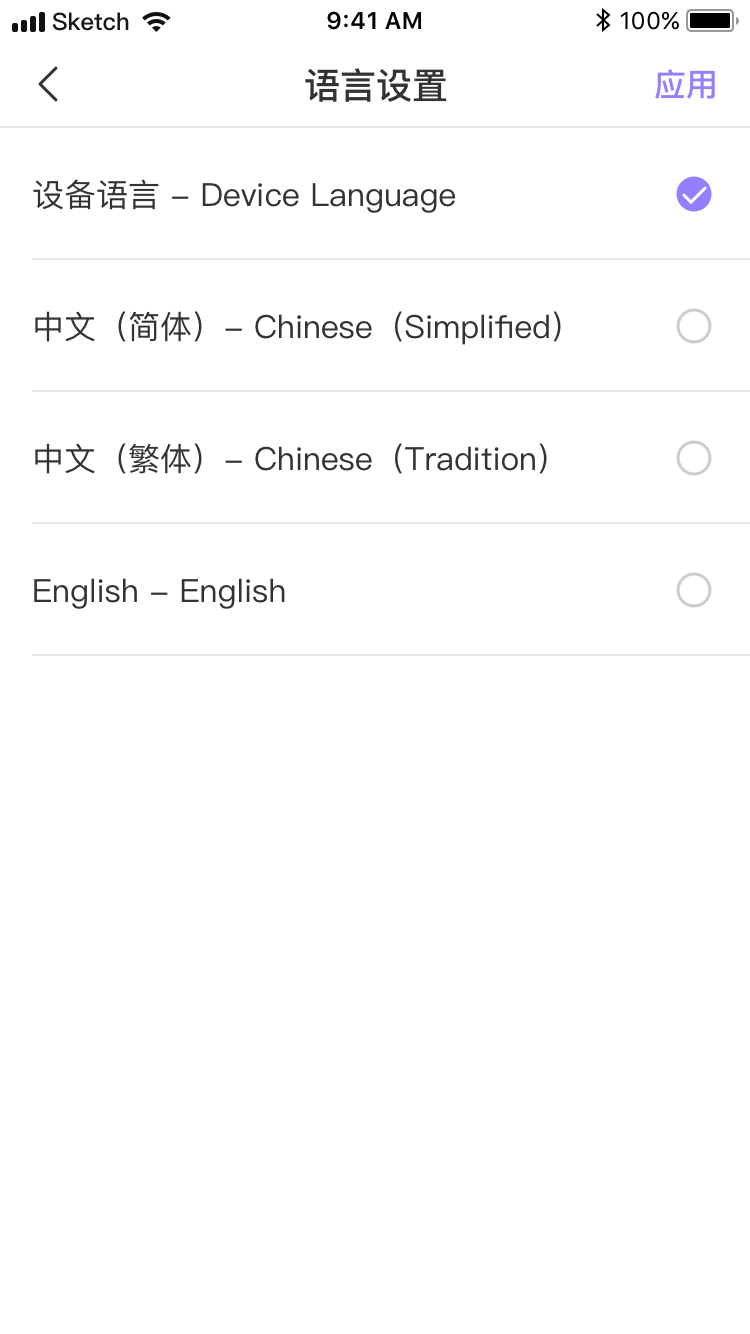 Sketch 9:41 AM 100%
语言设置 应用
设备语言 – Device Language
中文（简体）– Chinese（Simplified）
中文（繁体）– Chinese（Tradition）
English – English